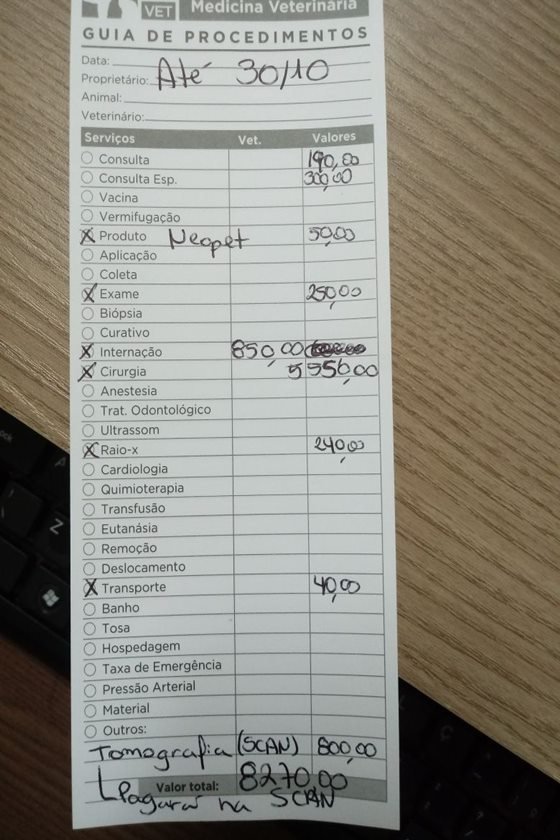 VET Medicina Veterinária
GUIA DE PROCEDIMENTOS
Data:
Proprietário: Até 30/10
Animal:
Veterinário:
Serviços Vet. Valores
Consulta 190,00
Consulta Esp. 300,00
Vacina
Vermifugação
X Produto Neopet 50,00
Aplicação
Coleta
X Exame 250,00
Biópsia
Curativo
X Internação 850,00
X Cirurgia 5550,00
Anestesia
Trat. Odontológico
Ultrassom
X Raio-x 240,00
Cardiologia
Quimioterapia
Transfusão
Eutanásia
Remoção
Deslocamento
X Transporte 40,00
Banho
Tosa
Hospedagem
Taxa de Emergência
Pressão Arterial
Material
Outros:
Tomografia (SCAN) 800,00
Valor total: 8270,00
Pagará na SCAN